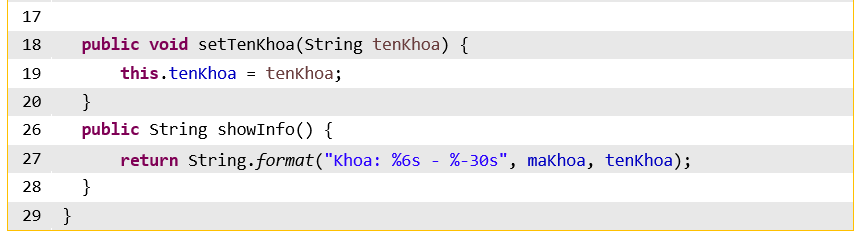 17
18 public void setTenKhoa(String tenKhoa) {
19 this.tenKhoa = tenKhoa;
20 }
26 public String showInfo() {
27 return String.format("Khoa: %6s - %-30s", maKhoa, tenKhoa);
28 }
29 }